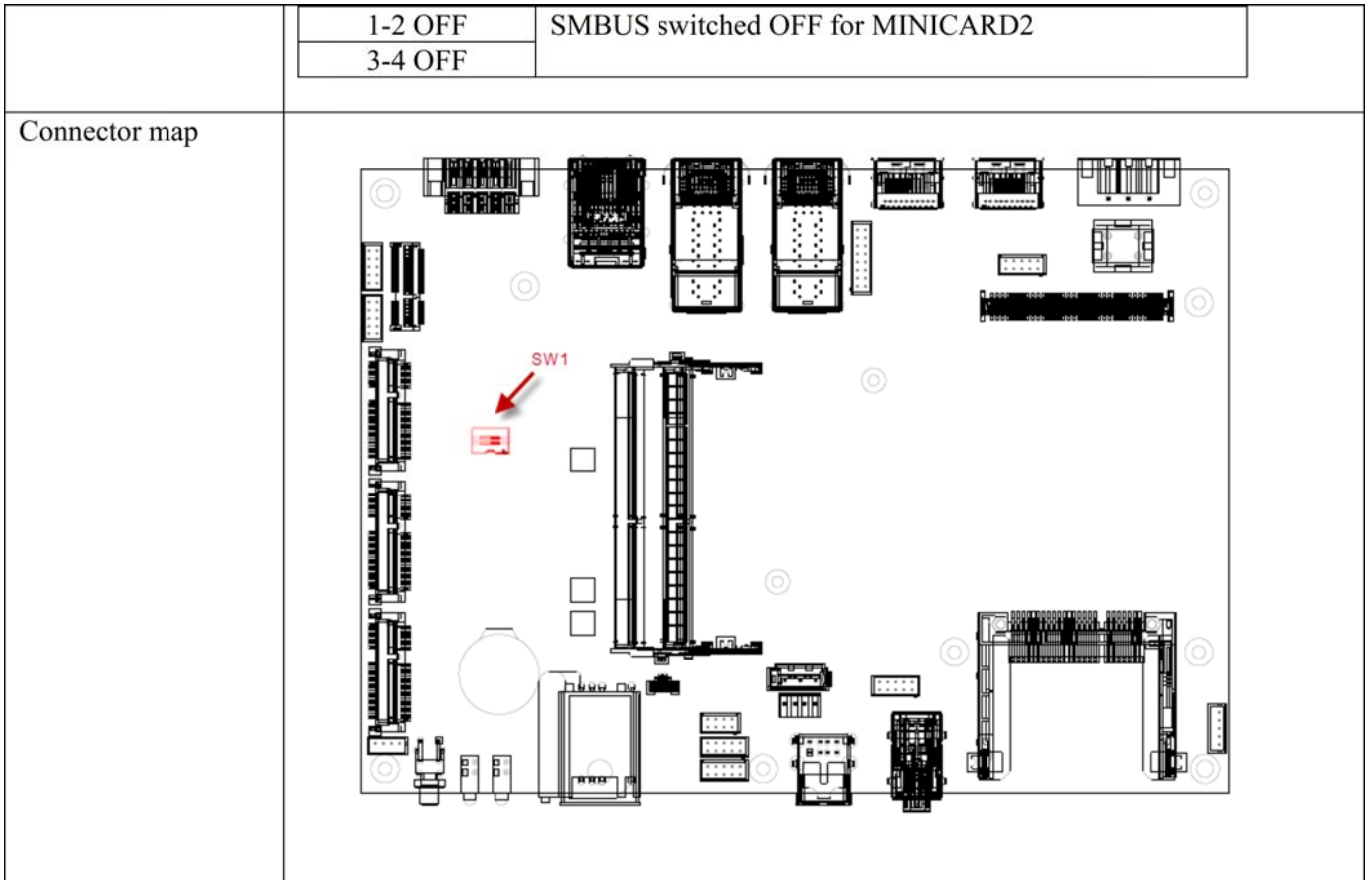 1-2 OFF SMBUS switched OFF for MINICARD2
3-4 OFF
Connector map
SW1